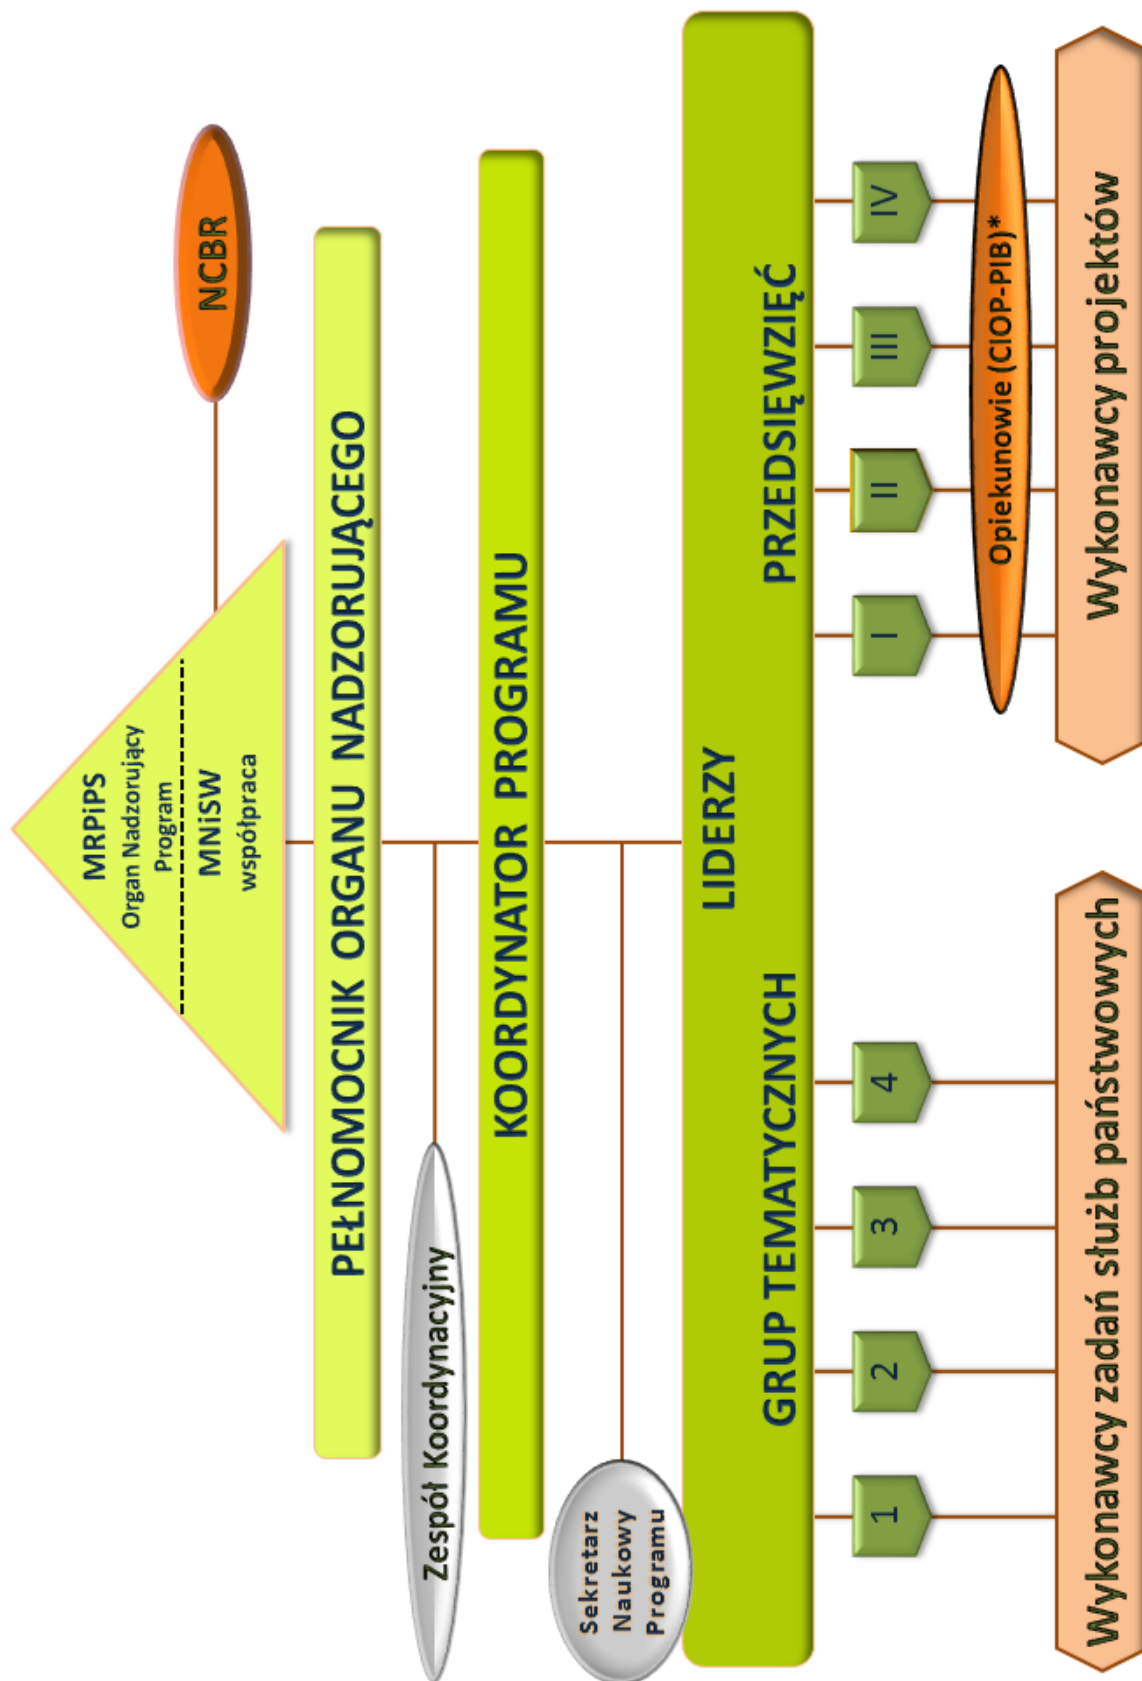 MRPiPS
Organ Nadzorujący
Program
MNiSW
współpraca
NCBR
PEŁNOMOCNIK ORGANU NADZORUJĄCEGO
Zespół Koordynacyjny
KOORDYNATOR PROGRAMU
Sekretarz
Naukowy
Programu
LIDERZY
GRUP TEMATYCZNYCH
PRZEDSIĘWZIĘĆ
1
2
3
4
I
II
III
IV
Opiekunowie (CIOP-PIB)*
Wykonawcy zadań służb państwowych
Wykonawcy projektów